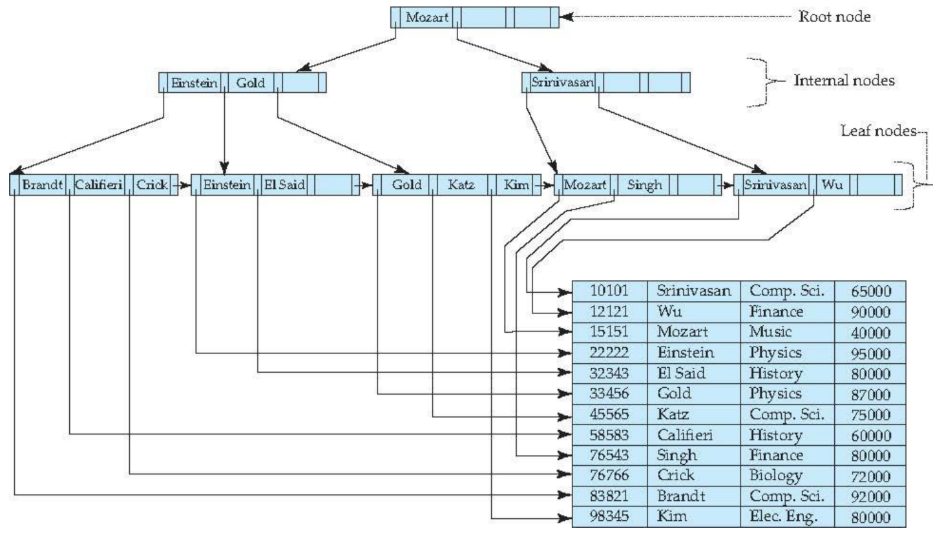 Mozart
Root node
Einstein Gold
Srinivasan
Internal nodes
Leaf nodes
Brandt Califieri Crick Einstein El Said Gold Katz Kim Mozart Singh Srinivasan Wu
10101 Srinivasan Comp. Sci. 65000
12121 Wu Finance 90000
15151 Mozart Music 40000
22222 Einstein Physics 95000
32343 El Said History 80000
33456 Gold Physics 87000
45565 Katz Comp. Sci. 75000
58583 Califieri History 60000
76543 Singh Finance 80000
76766 Crick Biology 72000
83821 Brandt Comp. Sci. 92000
98345 Kim Elec. Eng. 80000